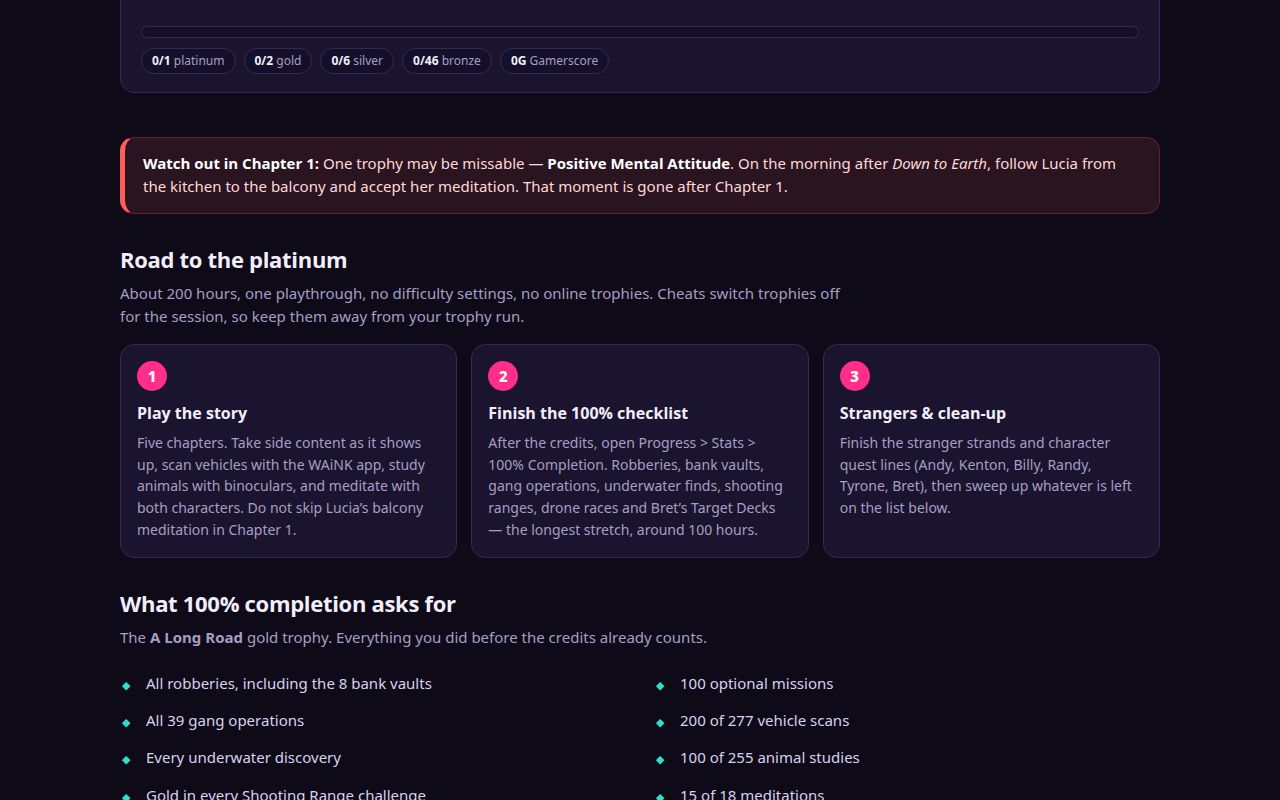 0/1 platinum
0/2 gold
0/6 silver
0/46 bronze
0G Gamerscore
Watch out in Chapter 1: One trophy may be missable — Positive Mental Attitude. On the morning after Down to Earth, follow Lucia from
the kitchen to the balcony and accept her meditation. That moment is gone after Chapter 1.
Road to the platinum
About 200 hours, one playthrough, no difficulty settings, no online trophies. Cheats switch trophies off
for the session, so keep them away from your trophy run.
1
Play the story
Five chapters. Take side content as it shows
up, scan vehicles with the WAiNK app, study
animals with binoculars, and meditate with
both characters. Do not skip Lucia’s balcony
meditation in Chapter 1.
2
Finish the 100% checklist
After the credits, open Progress > Stats >
100% Completion. Robberies, bank vaults,
gang operations, underwater finds, shooting
ranges, drone races and Bret’s Target Decks
— the longest stretch, around 100 hours.
3
Strangers & clean-up
Finish the stranger strands and character
quest lines (Andy, Kenton, Billy, Randy,
Tyrone, Bret), then sweep up whatever is left
on the list below.
What 100% completion asks for
The A Long Road gold trophy. Everything you did before the credits already counts.
All robberies, including the 8 bank vaults
All 39 gang operations
Every underwater discovery
Gold in every Shooting Range challenge
100 optional missions
200 of 277 vehicle scans
100 of 255 animal studies
15 of 18 meditations